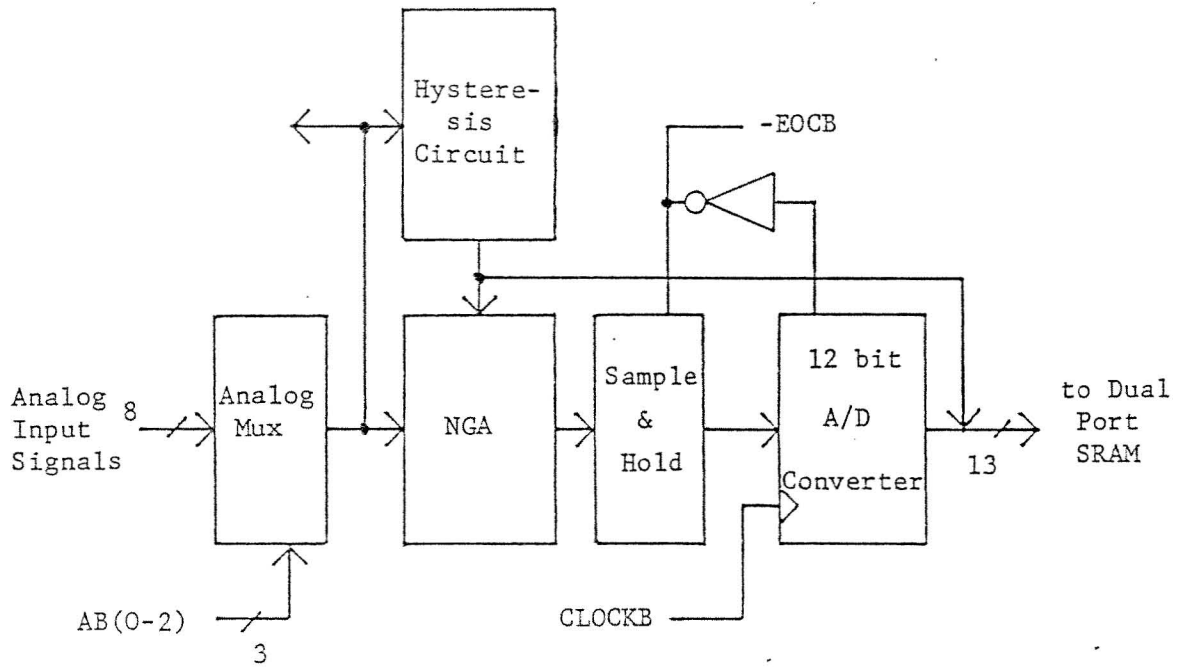 Hystere-
sis
Circuit
-EOCB
Analog
Input
Signals
8
Analog
Mux
NGA
Sample
&
Hold
12 bit
A/D
Converter
to Dual
Port
SRAM
13
AB(0-2)
3
CLOCKB